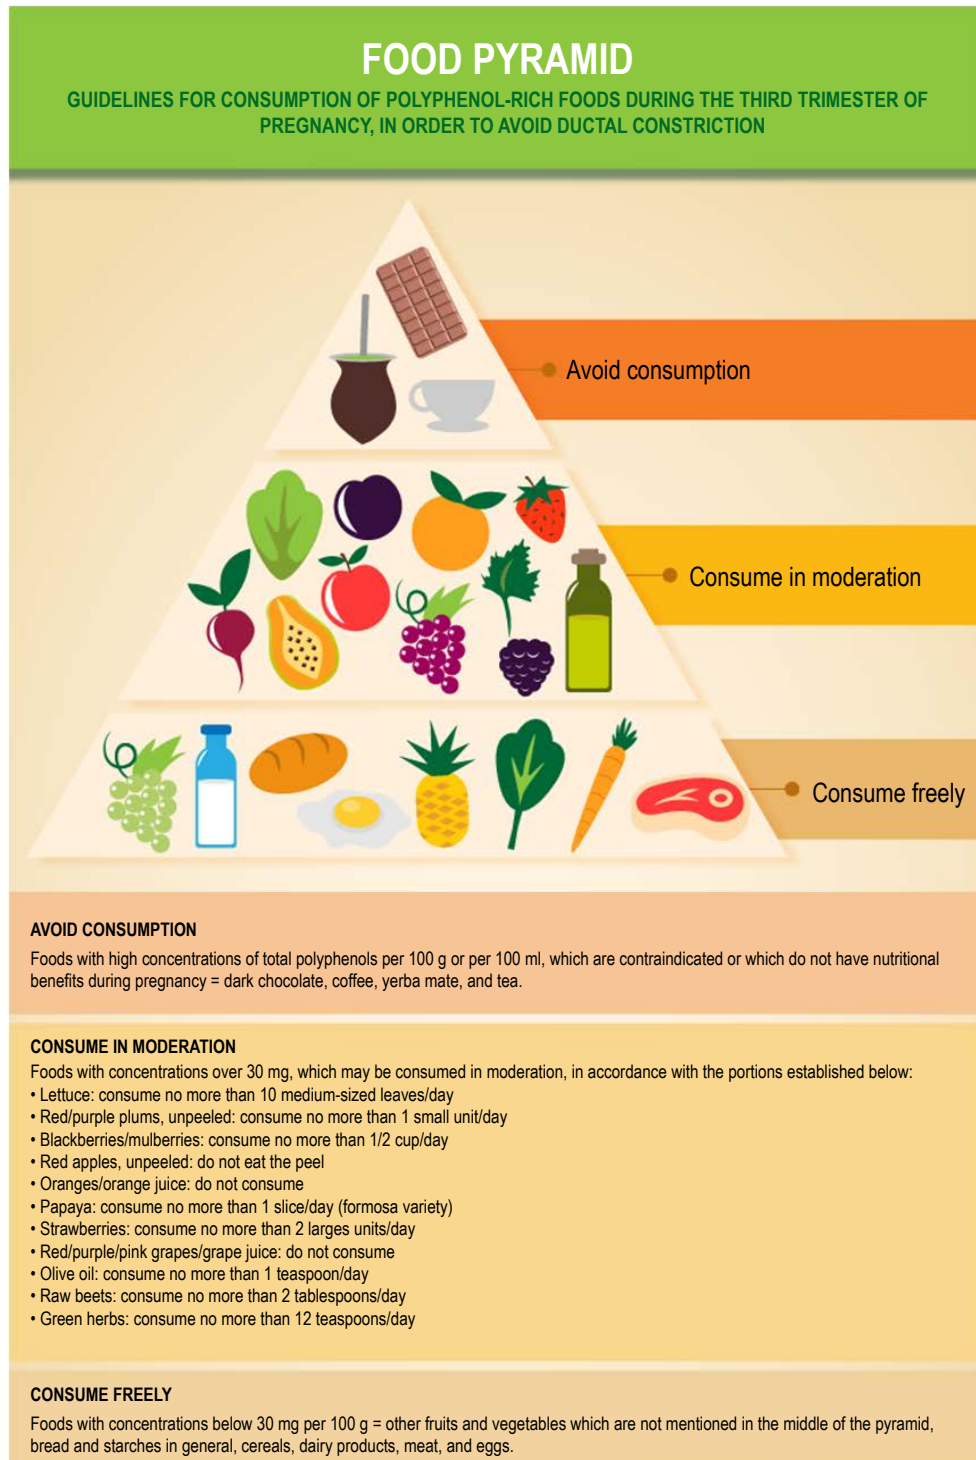 FOOD PYRAMID
GUIDELINES FOR CONSUMPTION OF POLYPHENOL-RICH FOODS DURING THE THIRD TRIMESTER OF
PREGNANCY, IN ORDER TO AVOID DUCTAL CONSTRICTION
Avoid consumption
Consume in moderation
Consume freely
AVOID CONSUMPTION
Foods with high concentrations of total polyphenols per 100 g or per 100 ml, which are contraindicated or which do not have nutritional
benefits during pregnancy = dark chocolate, coffee, yerba mate, and tea.
CONSUME IN MODERATION
Foods with concentrations over 30 mg, which may be consumed in moderation, in accordance with the portions established below:
• Lettuce: consume no more than 10 medium-sized leaves/day
• Red/purple plums, unpeeled: consume no more than 1 small unit/day
• Blackberries/mulberries: consume no more than 1/2 cup/day
• Red apples, unpeeled: do not eat the peel
• Oranges/orange juice: do not consume
• Papaya: consume no more than 1 slice/day (formosa variety)
• Strawberries: consume no more than 2 larges units/day
• Red/purple/pink grapes/grape juice: do not consume
• Olive oil: consume no more than 1 teaspoon/day
• Raw beets: consume no more than 2 tablespoons/day
• Green herbs: consume no more than 12 teaspoons/day
CONSUME FREELY
Foods with concentrations below 30 mg per 100 g = other fruits and vegetables which are not mentioned in the middle of the pyramid,
bread and starches in general, cereals, dairy products, meat, and eggs.